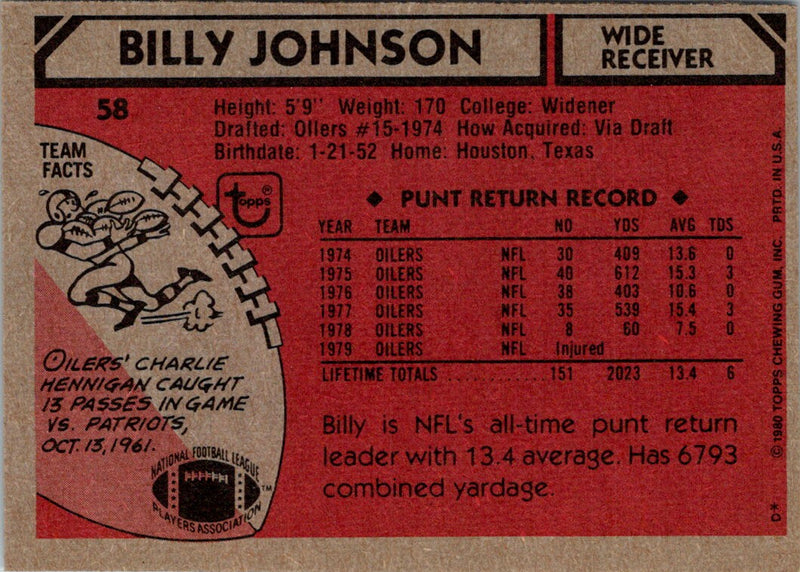 BILLY JOHNSON
WIDE
RECEIVER
58
Height: 5'9" Weight: 170 College: Widener
Drafted: Oilers #15-1974 How Acquired: Via Draft
Birthdate: 1-21-52 Home: Houston, Texas
TEAM
FACTS
topps®
◆ PUNT RETURN RECORD ◆
YEAR TEAM NO YDS AVG TDS
1974 OILERS NFL 30 409 13.6 0
1975 OILERS NFL 40 612 15.3 3
1976 OILERS NFL 38 403 10.6 0
1977 OILERS NFL 35 539 15.4 3
1978 OILERS NFL 8 60 7.5 0
1979 OILERS NFL Injured
LIFETIME TOTALS 151 2023 13.4 6
OILERS' CHARLIE
HENNIGAN CAUGHT
13 PASSES IN GAME
VS. PATRIOTS,
OCT. 13, 1961.
Billy is NFL's all-time punt return
leader with 13.4 average. Has 6793
combined yardage.
NATIONAL FOOTBALL LEAGUE
PLAYERS ASSOCIATION
TM
© 1980 TOPPS CHEWING GUM, INC. PRTD. IN U.S.A.
D*